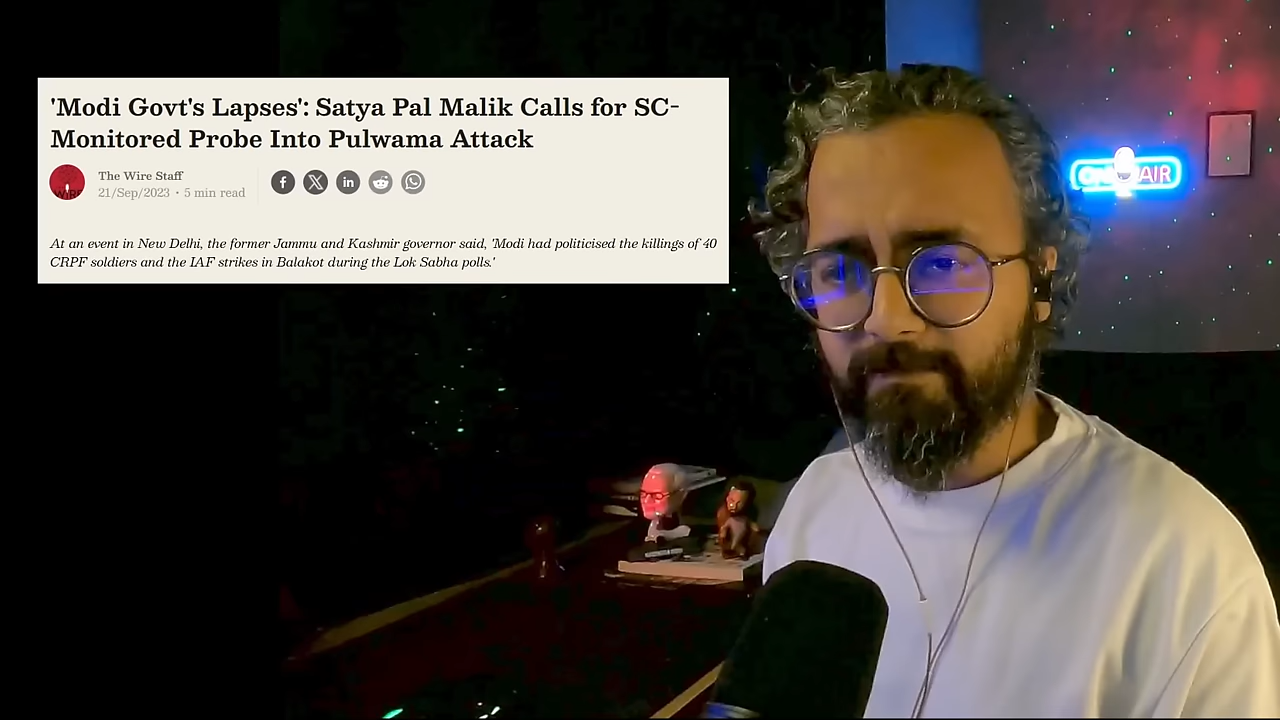 'Modi Govt's Lapses': Satya Pal Malik Calls for SC-
Monitored Probe Into Pulwama Attack
The Wire Staff
21/Sep/2023 • 5 min read
At an event in New Delhi, the former Jammu and Kashmir governor said, 'Modi had politicised the killings of 40
CRPF soldiers and the IAF strikes in Balakot during the Lok Sabha polls.'
ON AIR